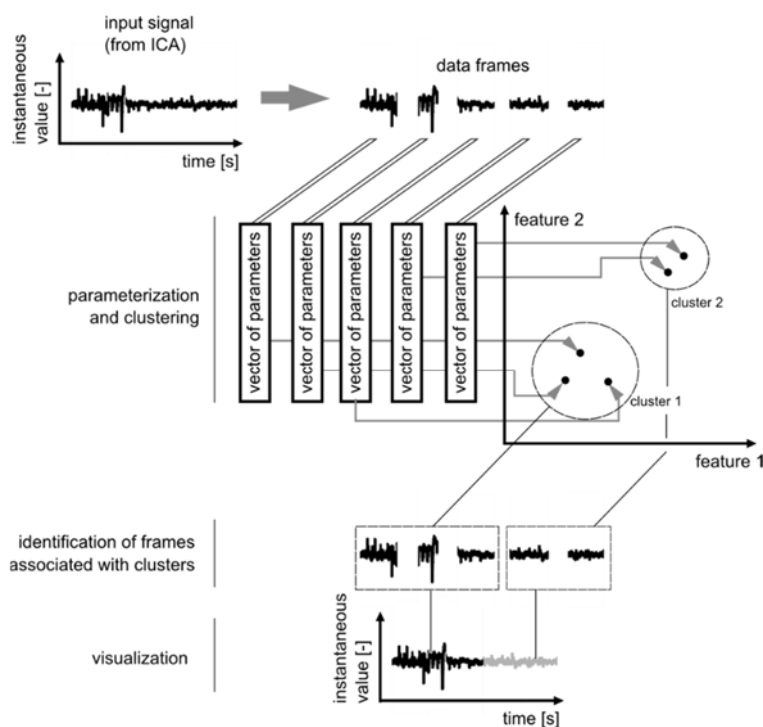 input signal
(from ICA)
data frames
instantaneous
value [-]
time [s]
feature 2
vector of parameters
vector of parameters
vector of parameters
vector of parameters
vector of parameters
cluster 2
parameterization
and clustering
cluster 1
feature 1
identification of frames
associated with clusters
instantaneous
value [-]
visualization
time [s]